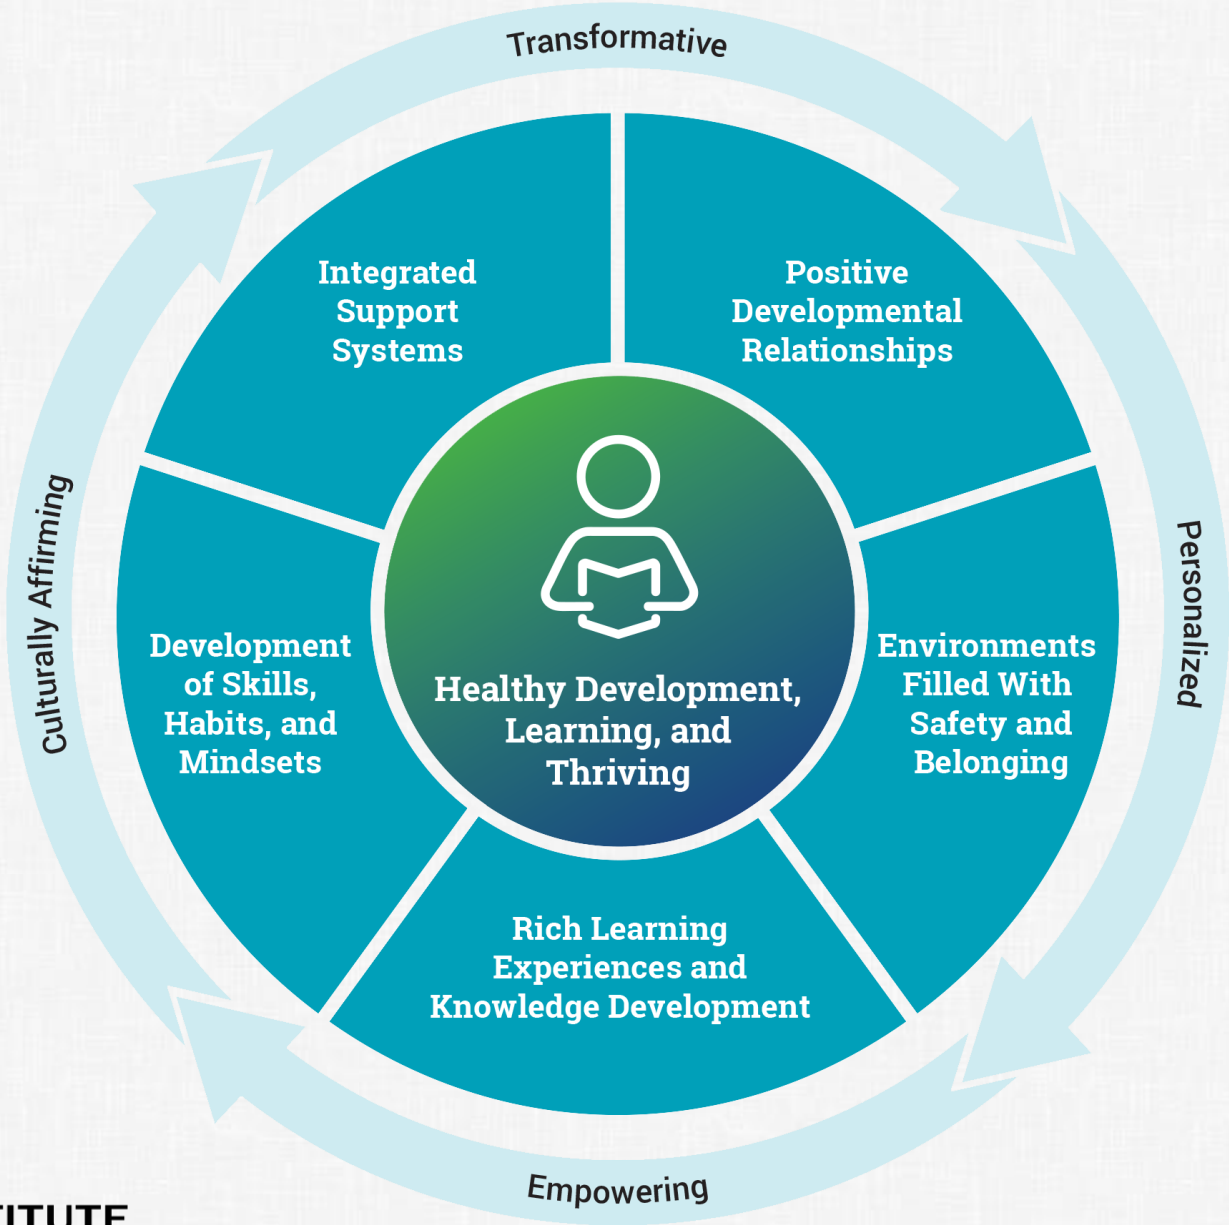 Transformative
Integrated
Support
Systems
Positive
Developmental
Relationships
Culturally Affirming
Personalized
Development
of Skills,
Habits, and
Mindsets
Healthy Development,
Learning, and
Thriving
Environments
Filled With
Safety and
Belonging
Rich Learning
Experiences and
Knowledge Development
Empowering